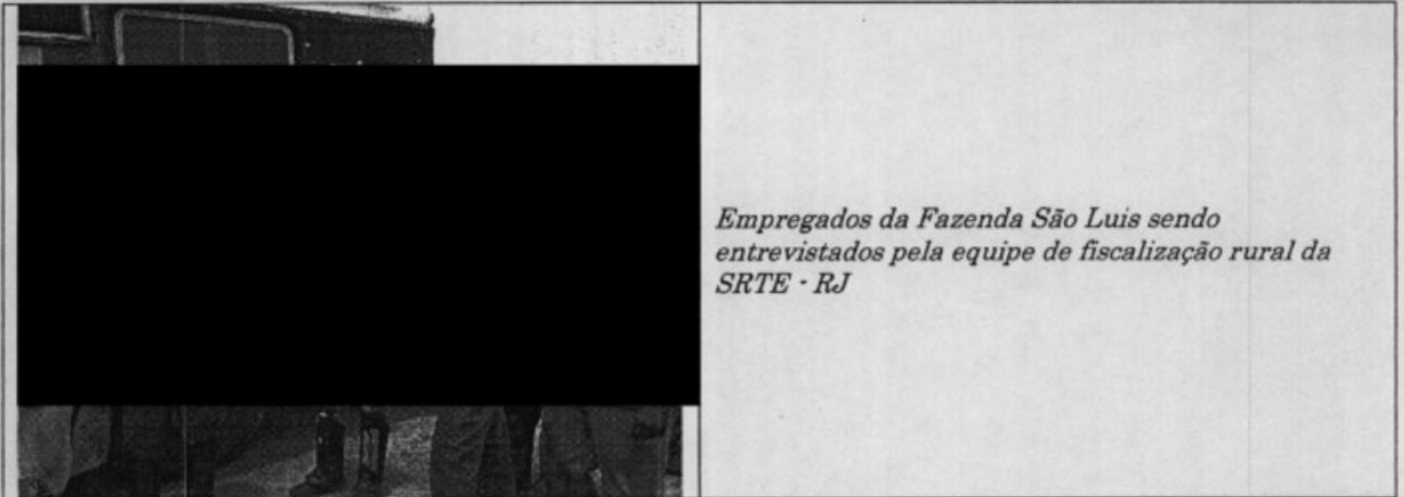 Empregados da Fazenda São Luis sendo
entrevistados pela equipe de fiscalização rural da
SRTE - RJ